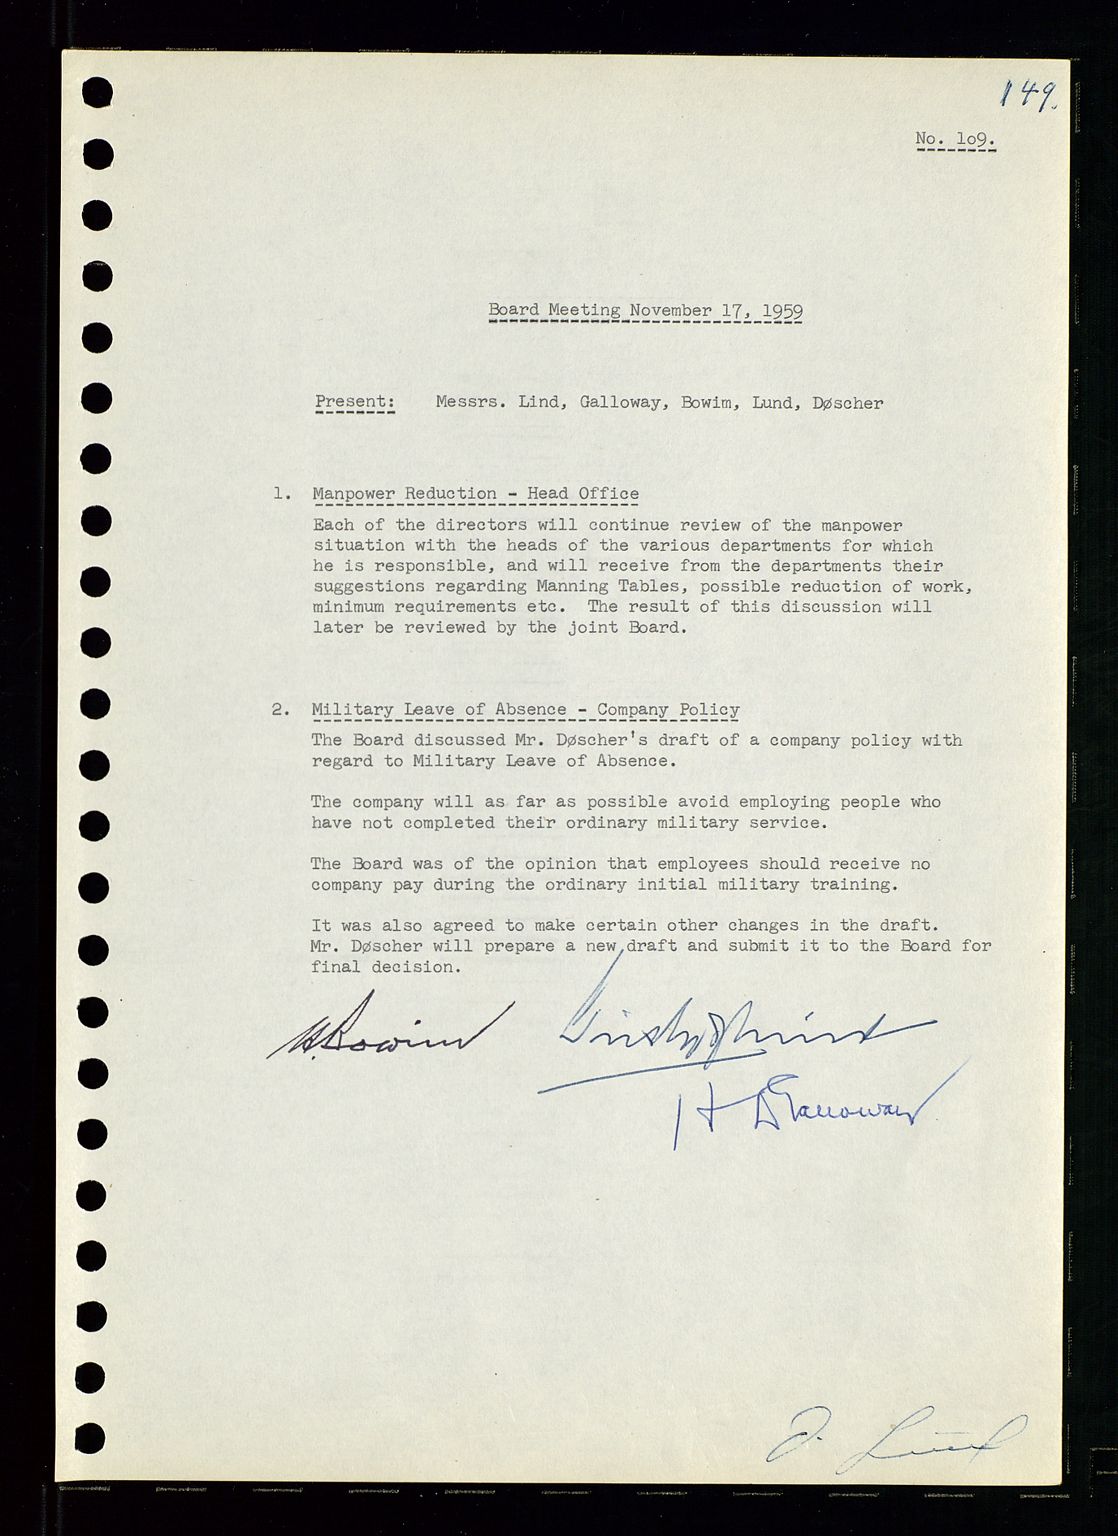 149.
No. 1o9.
Board Meeting November 17, 1959
Present: Messrs. Lind, Galloway, Bowim, Lund, Døscher
1. Manpower Reduction - Head Office
Each of the directors will continue review of the manpower
situation with the heads of the various departments for which
he is responsible, and will receive from the departments their
suggestions regarding Manning Tables, possible reduction of work,
minimum requirements etc. The result of this discussion will
later be reviewed by the joint Board.
2. Military Leave of Absence - Company Policy
The Board discussed Mr. Døscher's draft of a company policy with
regard to Military Leave of Absence.
The company will as far as possible avoid employing people who
have not completed their ordinary military service.
The Board was of the opinion that employees should receive no
company pay during the ordinary initial military training.
It was also agreed to make certain other changes in the draft.
Mr. Døscher will prepare a new draft and submit it to the Board for
final decision.
H. Bowim
H D Galloway